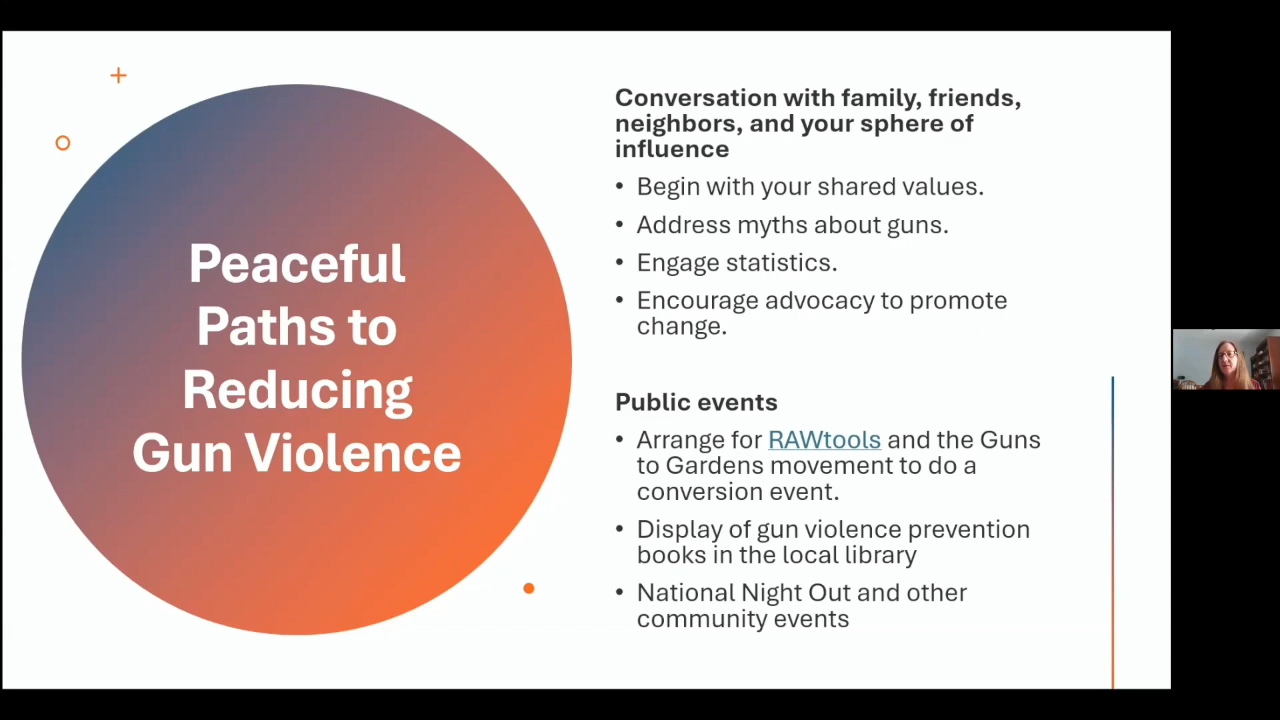 Peaceful
Paths to
Reducing
Gun Violence
Conversation with family, friends,
neighbors, and your sphere of
influence
• Begin with your shared values.
• Address myths about guns.
• Engage statistics.
• Encourage advocacy to promote
change.
Public events
• Arrange for RAWtools and the Guns
to Gardens movement to do a
conversion event.
• Display of gun violence prevention
books in the local library
• National Night Out and other
community events